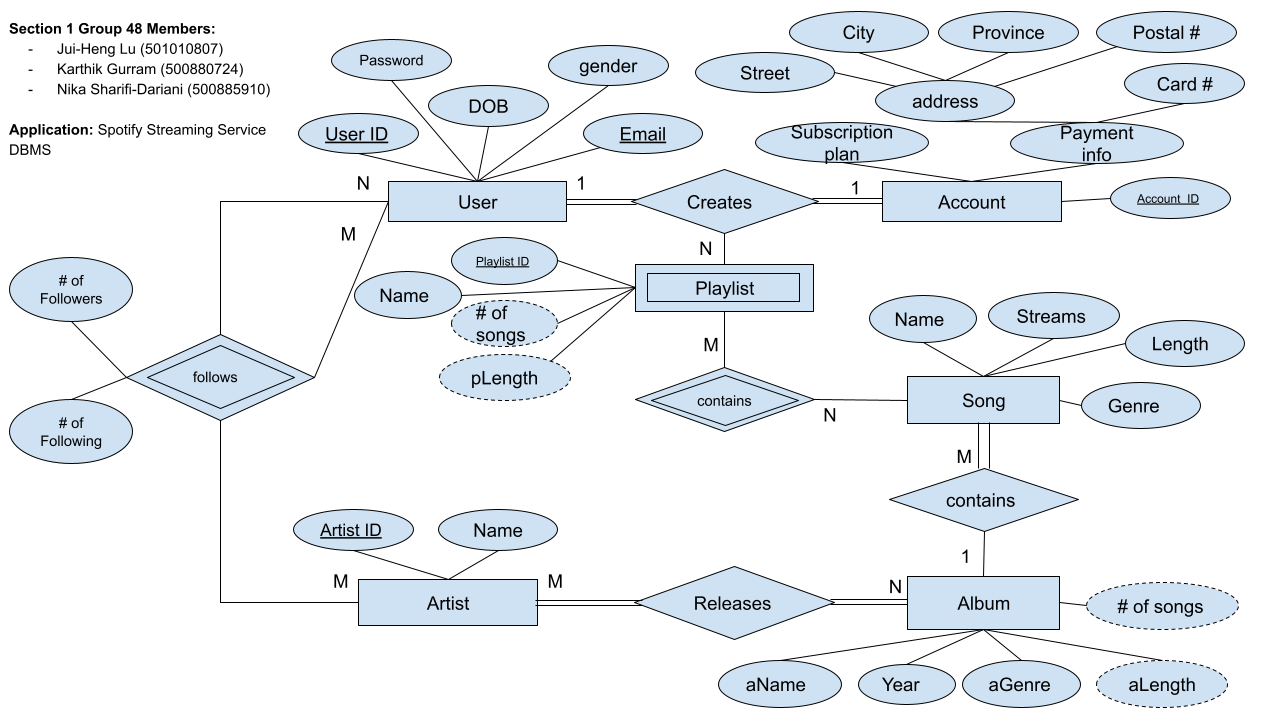 Section 1 Group 48 Members:
- Jui-Heng Lu (501010807)
- Karthik Gurram (500880724)
- Nika Sharifi-Dariani (500885910)
Application: Spotify Streaming Service
DBMS
City
Province
Postal #
Password
gender
Street
Card #
DOB
address
User ID
Email
Subscription
plan
Payment
info
N
1
1
User
Creates
Account
Account_ID
M
N
Playlist ID
# of
Followers
Name
Playlist
# of
songs
Name
Streams
M
Length
follows
pLength
contains
Song
Genre
N
# of
Following
M
contains
Artist ID
Name
1
M
M
N
Artist
Releases
Album
# of songs
aName
Year
aGenre
aLength